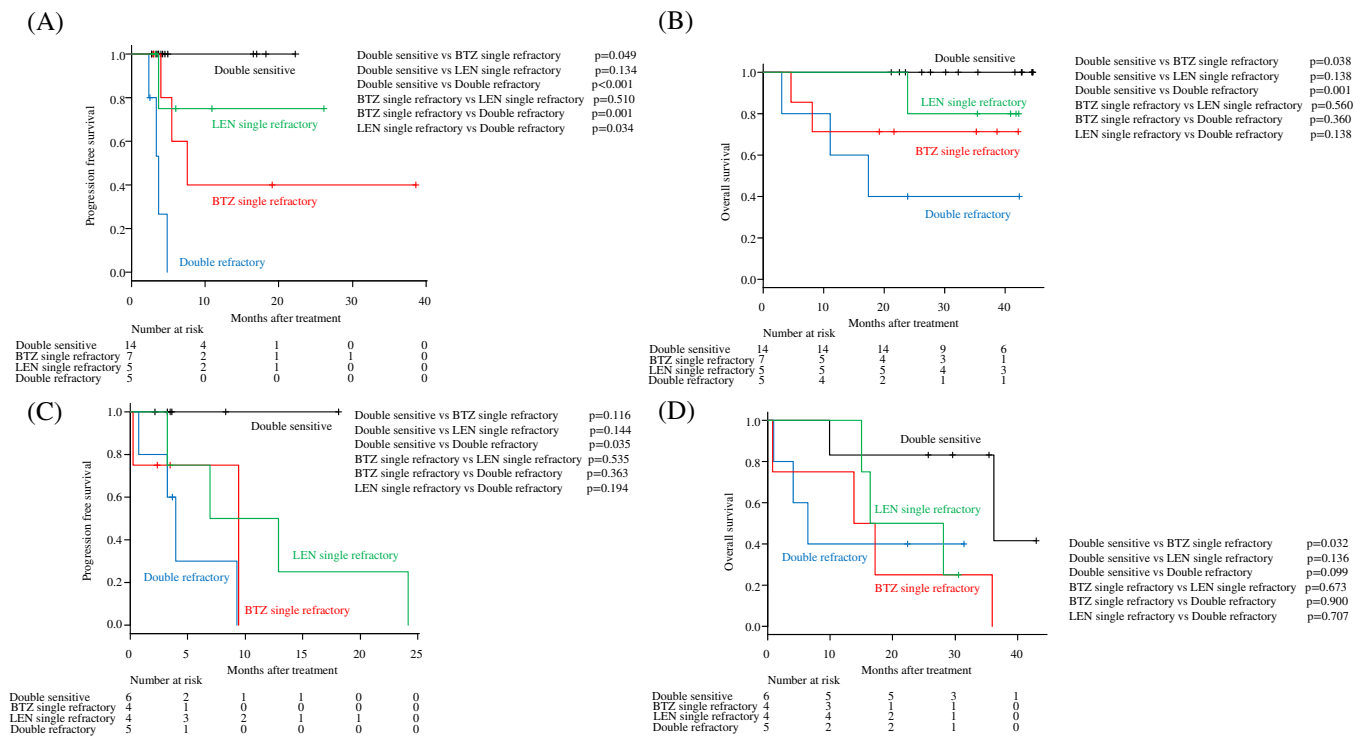 (A)
Progression free survival
1.0
0.8
0.6
0.4
0.2
0.0
Double sensitive
LEN single refractory
BTZ single refractory
Double refractory
Double sensitive vs BTZ single refractory p=0.049
Double sensitive vs LEN single refractory p=0.134
Double sensitive vs Double refractory p<0.001
BTZ single refractory vs LEN single refractory p=0.510
BTZ single refractory vs Double refractory p=0.001
LEN single refractory vs Double refractory p=0.034
0 10 20 30 40
Months after treatment
Number at risk
Double sensitive 14 4 1 0 0
BTZ single refractory 7 2 1 1 0
LEN single refractory 5 2 1 0 0
Double refractory 5 0 0 0 0
(B)
Overall survival
1.0
0.8
0.6
0.4
0.2
0.0
Double sensitive
LEN single refractory
BTZ single refractory
Double refractory
Double sensitive vs BTZ single refractory p=0.038
Double sensitive vs LEN single refractory p=0.138
Double sensitive vs Double refractory p=0.001
BTZ single refractory vs LEN single refractory p=0.560
BTZ single refractory vs Double refractory p=0.360
LEN single refractory vs Double refractory p=0.138
0 10 20 30 40
Months after treatment
Number at risk
Double sensitive 14 14 14 9 6
BTZ single refractory 7 5 4 3 1
LEN single refractory 5 5 5 4 3
Double refractory 5 4 2 1 1
(C)
Progression free survival
1.0
0.8
0.6
0.4
0.2
0.0
Double sensitive
LEN single refractory
Double refractory
BTZ single refractory
Double sensitive vs BTZ single refractory p=0.116
Double sensitive vs LEN single refractory p=0.144
Double sensitive vs Double refractory p=0.035
BTZ single refractory vs LEN single refractory p=0.535
BTZ single refractory vs Double refractory p=0.363
LEN single refractory vs Double refractory p=0.194
0 5 10 15 20 25
Months after treatment
Number at risk
Double sensitive 6 2 1 1 0 0
BTZ single refractory 4 1 0 0 0 0
LEN single refractory 4 3 2 1 1 0
Double refractory 5 1 0 0 0 0
(D)
Overall survival
1.0
0.8
0.6
0.4
0.2
0.0
Double sensitive
LEN single refractory
Double refractory
BTZ single refractory
Double sensitive vs BTZ single refractory p=0.032
Double sensitive vs LEN single refractory p=0.136
Double sensitive vs Double refractory p=0.099
BTZ single refractory vs LEN single refractory p=0.673
BTZ single refractory vs Double refractory p=0.900
LEN single refractory vs Double refractory p=0.707
0 10 20 30 40
Months after treatment
Number at risk
Double sensitive 6 5 5 3 1
BTZ single refractory 4 3 1 1 0
LEN single refractory 4 4 2 1 0
Double refractory 5 2 2 1 0